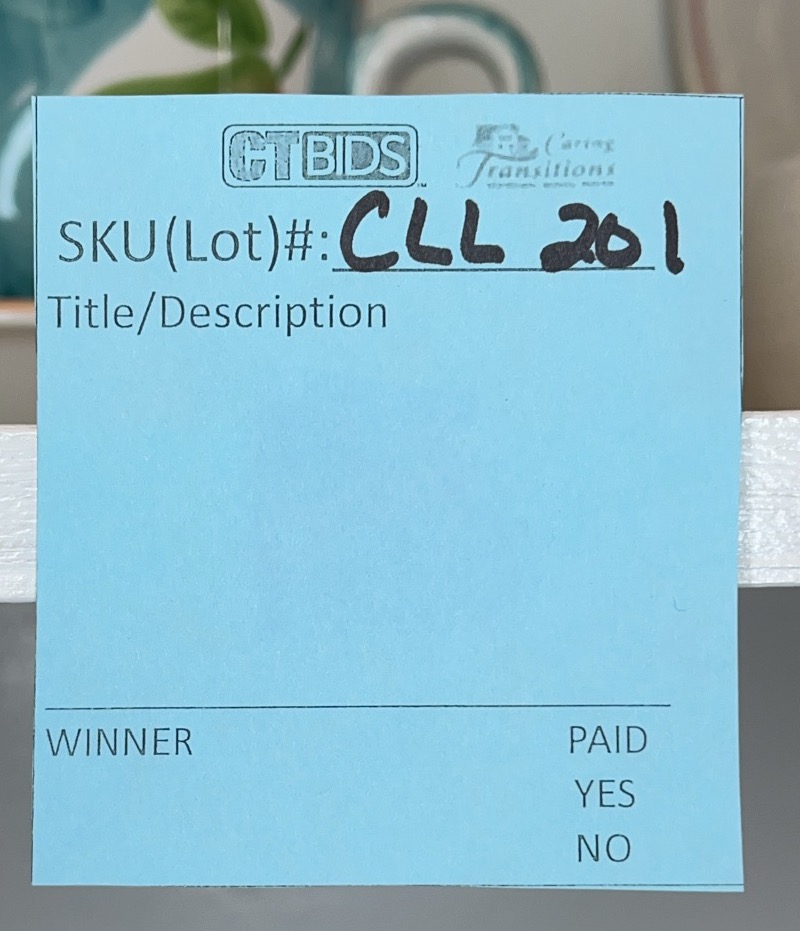 CTBIDS
Caring Transitions
SKU(Lot)#: CLL 201
Title/Description
WINNER PAID
YES
NO